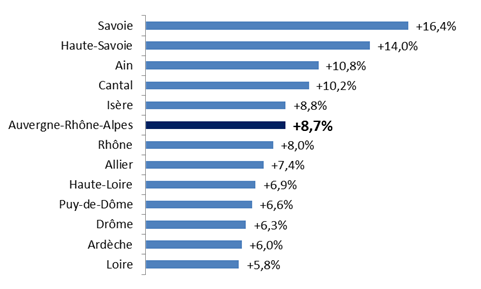 Savoie +16,4%
Haute-Savoie +14,0%
Ain +10,8%
Cantal +10,2%
Isère +8,8%
Auvergne-Rhône-Alpes +8,7%
Rhône +8,0%
Allier +7,4%
Haute-Loire +6,9%
Puy-de-Dôme +6,6%
Drôme +6,3%
Ardèche +6,0%
Loire +5,8%